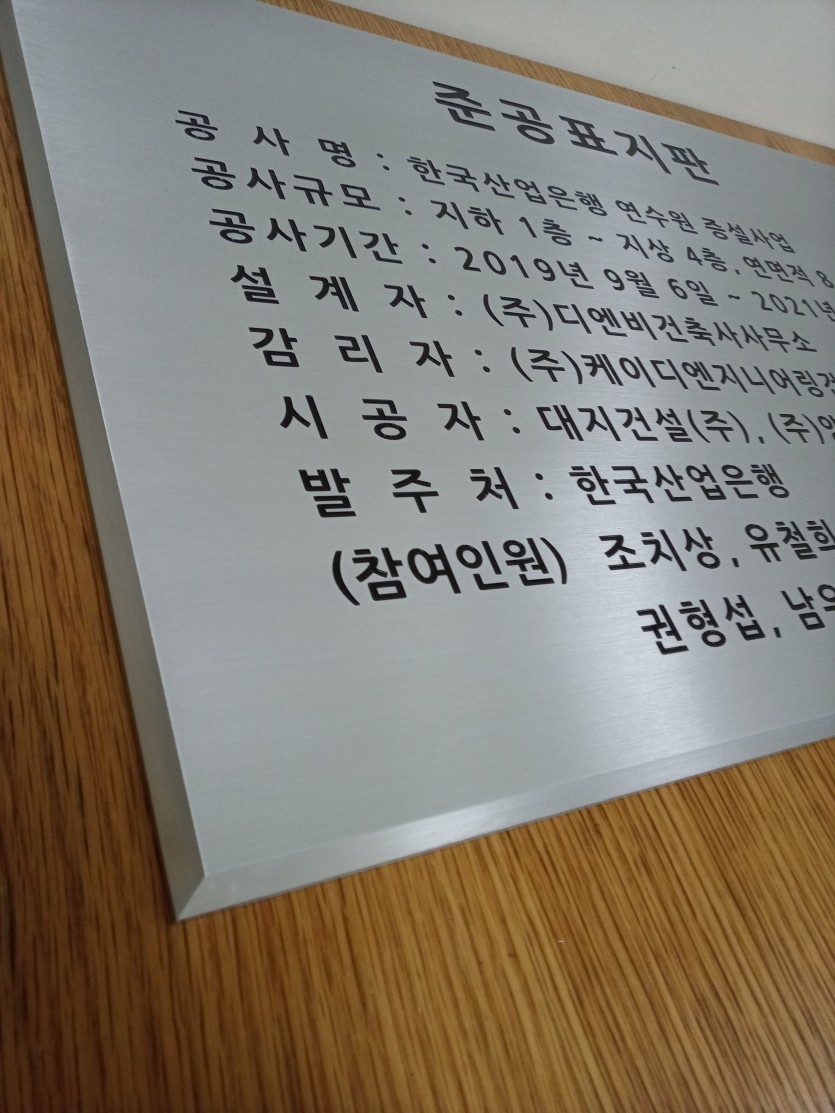 준공표지판
공 사 명 : 한국산업은행 연수원 증설사업
공사규모 : 지하 1층 ~ 지상 4층, 연면적 8
공사기간 : 2019년 9월 6일 ~ 2021년
설 계 자 : (주)디엔비건축사사무소
감 리 자 : (주)케이디엔지니어링
시 공 자 : 대지건설(주), (주)
발 주 처 : 한국산업은행
(참여인원) 조치상, 유철희
권형섭, 남